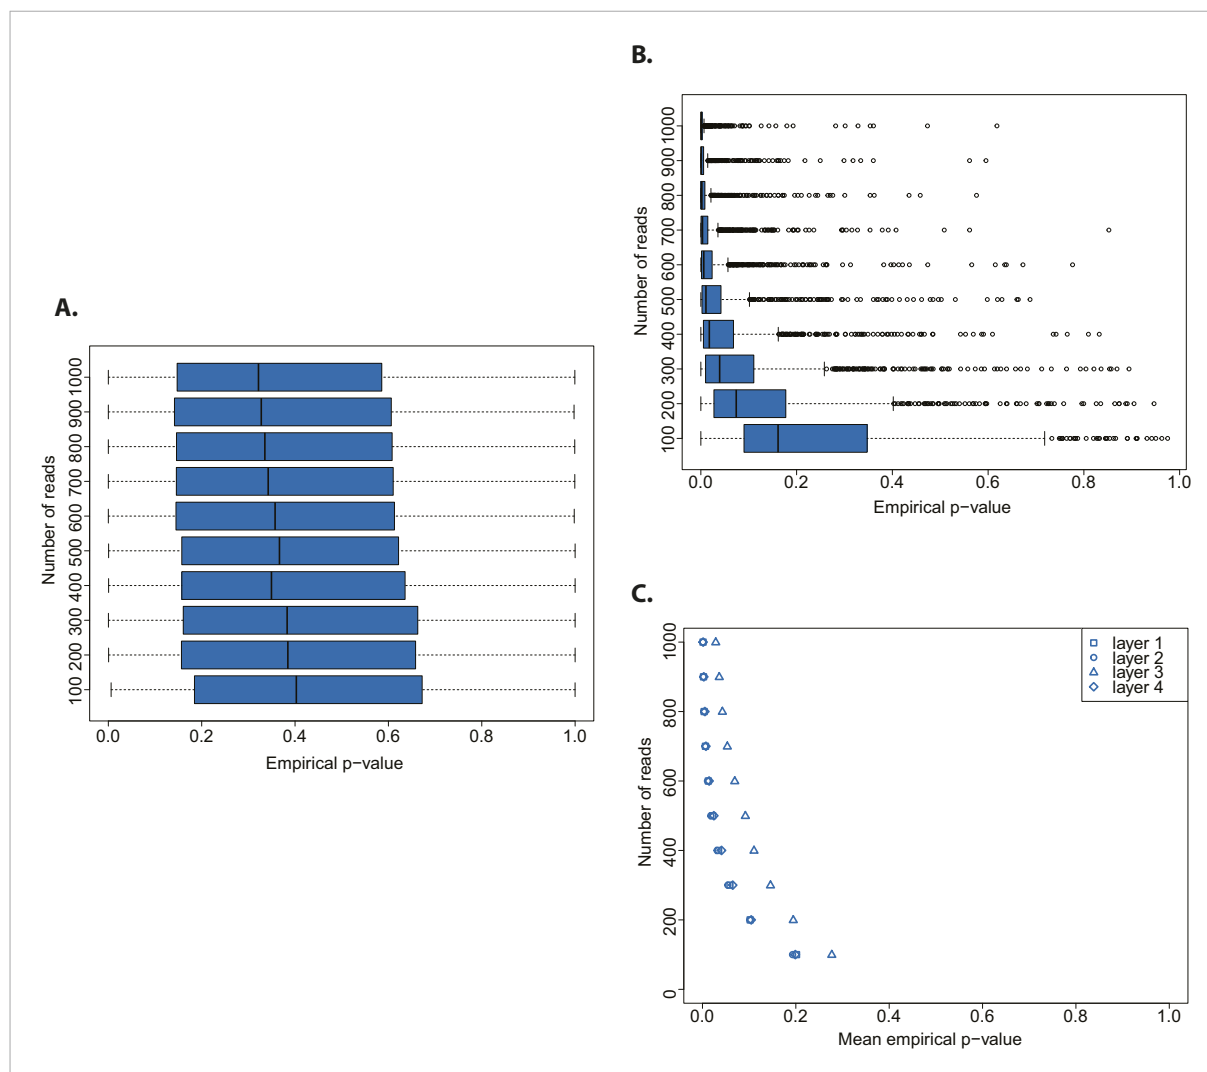 B.
Number of reads
1000
900
800
700
600
500
400
300
200
100
0.0 0.2 0.4 0.6 0.8 1.0
Empirical p−value
A.
Number of reads
1000
900
800
700
600
500
400
300
200
100
0.0 0.2 0.4 0.6 0.8 1.0
Empirical p−value
C.
Number of reads
1000
800
600
400
200
0
layer 1
layer 2
layer 3
layer 4
0.0 0.2 0.4 0.6 0.8 1.0
Mean empirical p−value